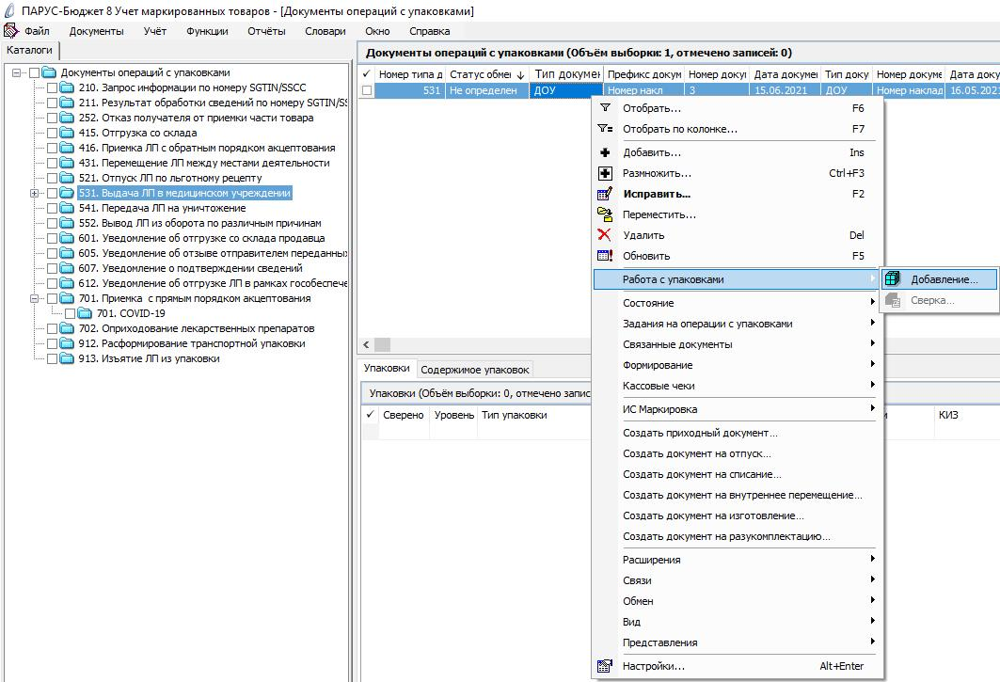 ПАРУС-Бюджет 8 Учет маркированных товаров - [Документы операций с упаковками]
Файл Документы Учёт Функции Отчёты Словари Окно Справка
Каталоги
Документы операций с упаковками
210. Запрос информации по номеру SGTIN/SSCC
211. Результат обработки сведений по номеру SGTIN/SS
252. Отказ получателя от приемки части товара
415. Отгрузка со склада
416. Приемка ЛП с обратным порядком акцептования
431. Перемещение ЛП между местами деятельности
521. Отпуск ЛП по льготному рецепту
531. Выдача ЛП в медицинском учреждении
541. Передача ЛП на уничтожение
552. Вывод ЛП из оборота по различным причинам
601. Уведомление об отгрузке со склада продавца
605. Уведомление об отзыве отправителем переданных
607. Уведомление о подтверждении сведений
612. Уведомление об отгрузке ЛП в рамках гособеспече
701. Приемка с прямым порядком акцептования
701. COVID-19
702. Оприходование лекарственных препаратов
912. Расформирование транспортной упаковки
913. Изъятие ЛП из упаковки
Документы операций с упаковками (Объём выборки: 1, отмечено записей: 0)
Номер типа д Статус обмен Тип докумен Префикс докум Номер докум Дата докумен Тип доку Номер докуме Дата доку
531 Не определен ДОУ Номер накл 3 15.06.2021 ДОУ Номер наклад 16.05.2021
Отобрать... F6
Отобрать по колонке... F7
Добавить... Ins
Размножить... Ctrl+F3
Исправить... F2
Переместить...
Удалить Del
Обновить F5
Работа с упаковками
Добавление...
Сверка...
Состояние
Задания на операции с упаковками
Связанные документы
Формирование
Кассовые чеки
ИС Маркировка
Создать приходный документ...
Создать документ на отпуск...
Создать документ на списание...
Создать документ на внутреннее перемещение...
Создать документ на изготовление...
Создать документ на разукомплектацию...
Расширения
Связи
Обмен
Вид
Представления
Настройки... Alt+Enter
Упаковки Содержимое упаковок
Упаковки (Объём выборки: 0, отмечено запис
Сверено Уровень Тип упаковки КИЗ